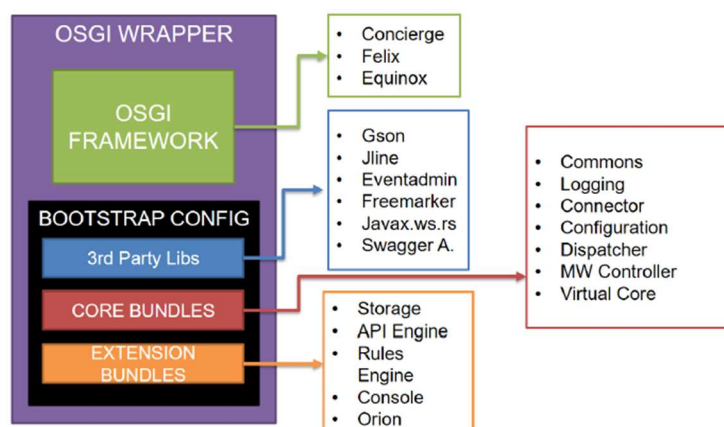 OSGI WRAPPER
OSGI
FRAMEWORK
BOOTSTRAP CONFIG
3rd Party Libs
CORE BUNDLES
EXTENSION
BUNDLES
• Concierge
• Felix
• Equinox
• Gson
• Jline
• Eventadmin
• Freemarker
• Javax.ws.rs
• Swagger A.
• Commons
• Logging
• Connector
• Configuration
• Dispatcher
• MW Controller
• Virtual Core
• Storage
• API Engine
• Rules
Engine
• Console
• Orion